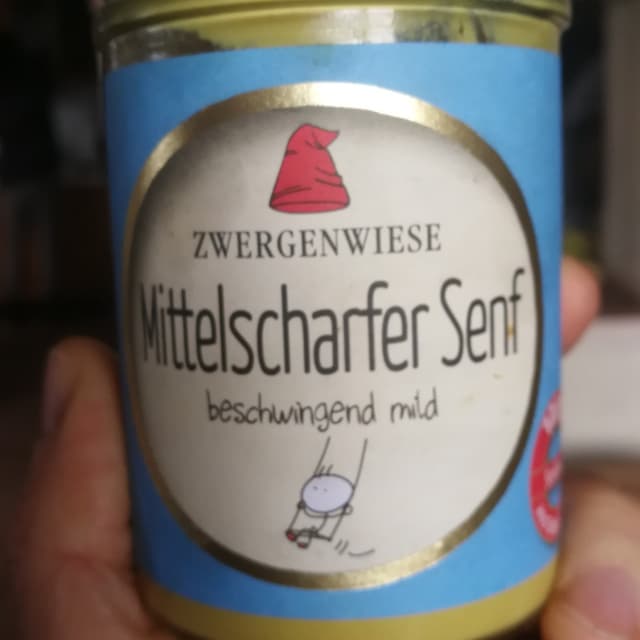 ZWERGENWIESE
Mittelscharfer Senf
beschwingend mild